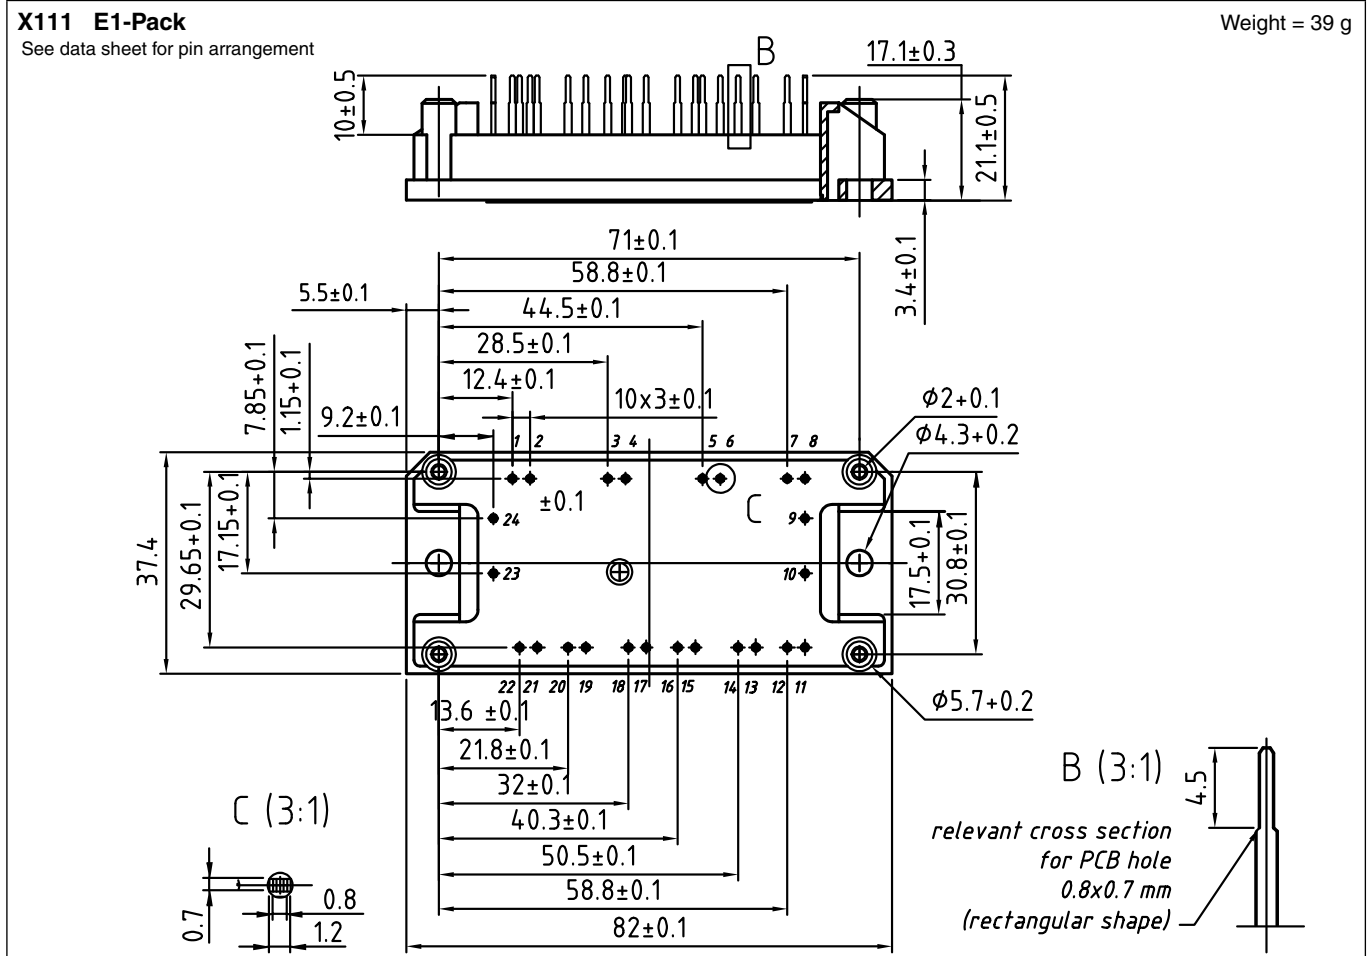 X111 E1-Pack
Weight = 39 g
See data sheet for pin arrangement
B
17.1±0.3
10±0.5
21.1±0.5
3.4±0.1
71±0.1
58.8±0.1
5.5±0.1
44.5±0.1
28.5±0.1
12.4±0.1
10x3±0.1
9.2±0.1
7.85+0.1
1.15+0.1
ϕ2+0.1
ϕ4.3+0.2
1 2 3 4 5 6 7 8
±0.1
C
24
9
23
10
37.4
29.65+0.1
17.15+0.1
17.5+0.1
30.8±0.1
22 21 20 19 18 17 16 15 14 13 12 11
ϕ5.7+0.2
13.6 ±0.1
21.8±0.1
32±0.1
40.3±0.1
50.5±0.1
58.8±0.1
82±0.1
C (3:1)
0.7
0.8
1.2
B (3:1)
4.5
relevant cross section
for PCB hole
0.8x0.7 mm
(rectangular shape)